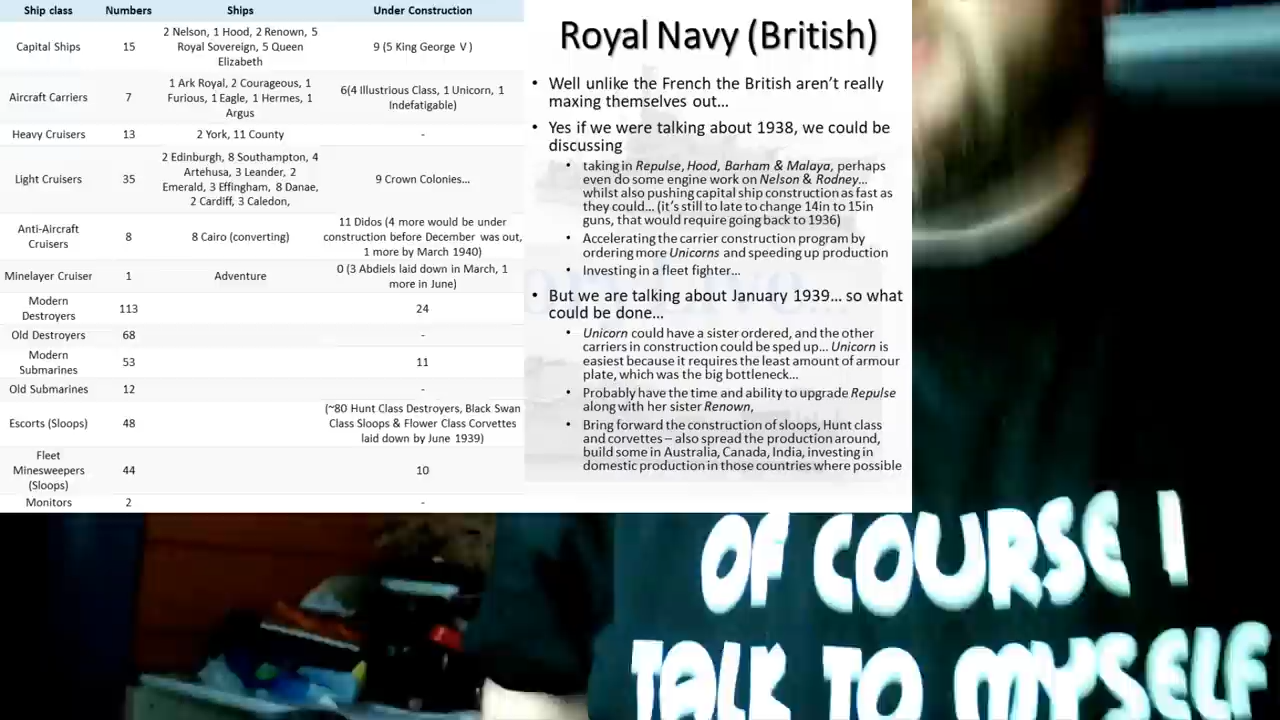 Ship class Numbers Ships Under Construction
Capital Ships 15 2 Nelson, 1 Hood, 2 Renown, 5 Royal Sovereign, 5 Queen Elizabeth 9 (5 King George V )
Aircraft Carriers 7 1 Ark Royal, 2 Courageous, 1 Furious, 1 Eagle, 1 Hermes, 1 Argus 6(4 Illustrious Class, 1 Unicorn, 1 Indefatigable)
Heavy Cruisers 13 2 York, 11 County -
Light Cruisers 35 2 Edinburgh, 8 Southampton, 4 Artehusa, 3 Leander, 2 Emerald, 3 Effingham, 8 Danae, 2 Cardiff, 3 Caledon, 9 Crown Colonies...
Anti-Aircraft Cruisers 8 8 Cairo (converting) 11 Didos (4 more would be under construction before December was out, 1 more by March 1940)
Minelayer Cruiser 1 Adventure 0 (3 Abdiels laid down in March, 1 more in June)
Modern Destroyers 113 24
Old Destroyers 68 -
Modern Submarines 53 11
Old Submarines 12 -
Escorts (Sloops) 48 (~80 Hunt Class Destroyers, Black Swan Class Sloops & Flower Class Corvettes laid down by June 1939)
Fleet Minesweepers (Sloops) 44 10
Monitors 2 -
Royal Navy (British)
• Well unlike the French the British aren't really
maxing themselves out...
• Yes if we were talking about 1938, we could be
discussing
• taking in Repulse, Hood, Barham & Malaya, perhaps
even do some engine work on Nelson & Rodney...
whilst also pushing capital ship construction as fast as
they could... (it's still to late to change 14in to 15in
guns, that would require going back to 1936)
• Accelerating the carrier construction program by
ordering more Unicorns and speeding up production
• Investing in a fleet fighter...
• But we are talking about January 1939... so what
could be done...
• Unicorn could have a sister ordered, and the other
carriers in construction could be sped up... Unicorn is
easiest because it requires the least amount of armour
plate, which was the big bottleneck...
• Probably have the time and ability to upgrade Repulse
along with her sister Renown,
• Bring forward the construction of sloops, Hunt class
and corvettes – also spread the production around,
build some in Australia, Canada, India, investing in
domestic production in those countries where possible
OF COURSE I
TALK TO MYSELF